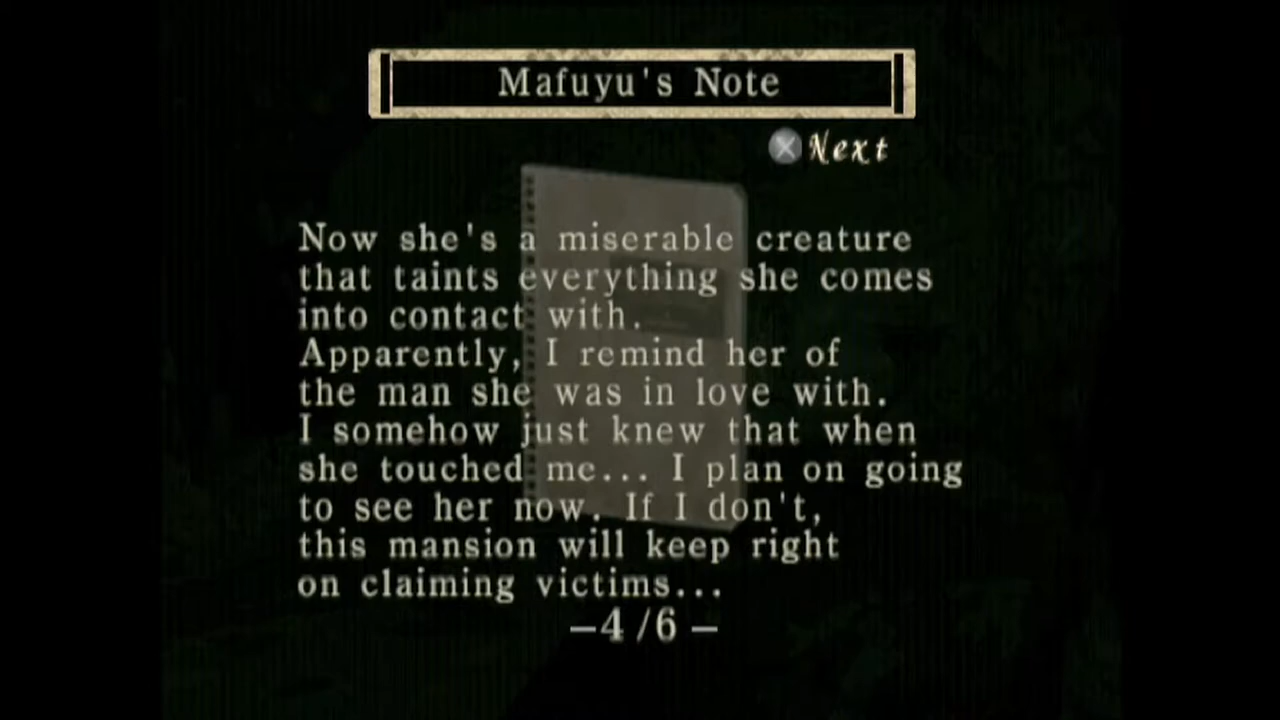 Mafuyu's Note
Next
Now she's a miserable creature
that taints everything she comes
into contact with.
Apparently, I remind her of
the man she was in love with.
I somehow just knew that when
she touched me... I plan on going
to see her now. If I don't,
this mansion will keep right
on claiming victims...
–4/6–